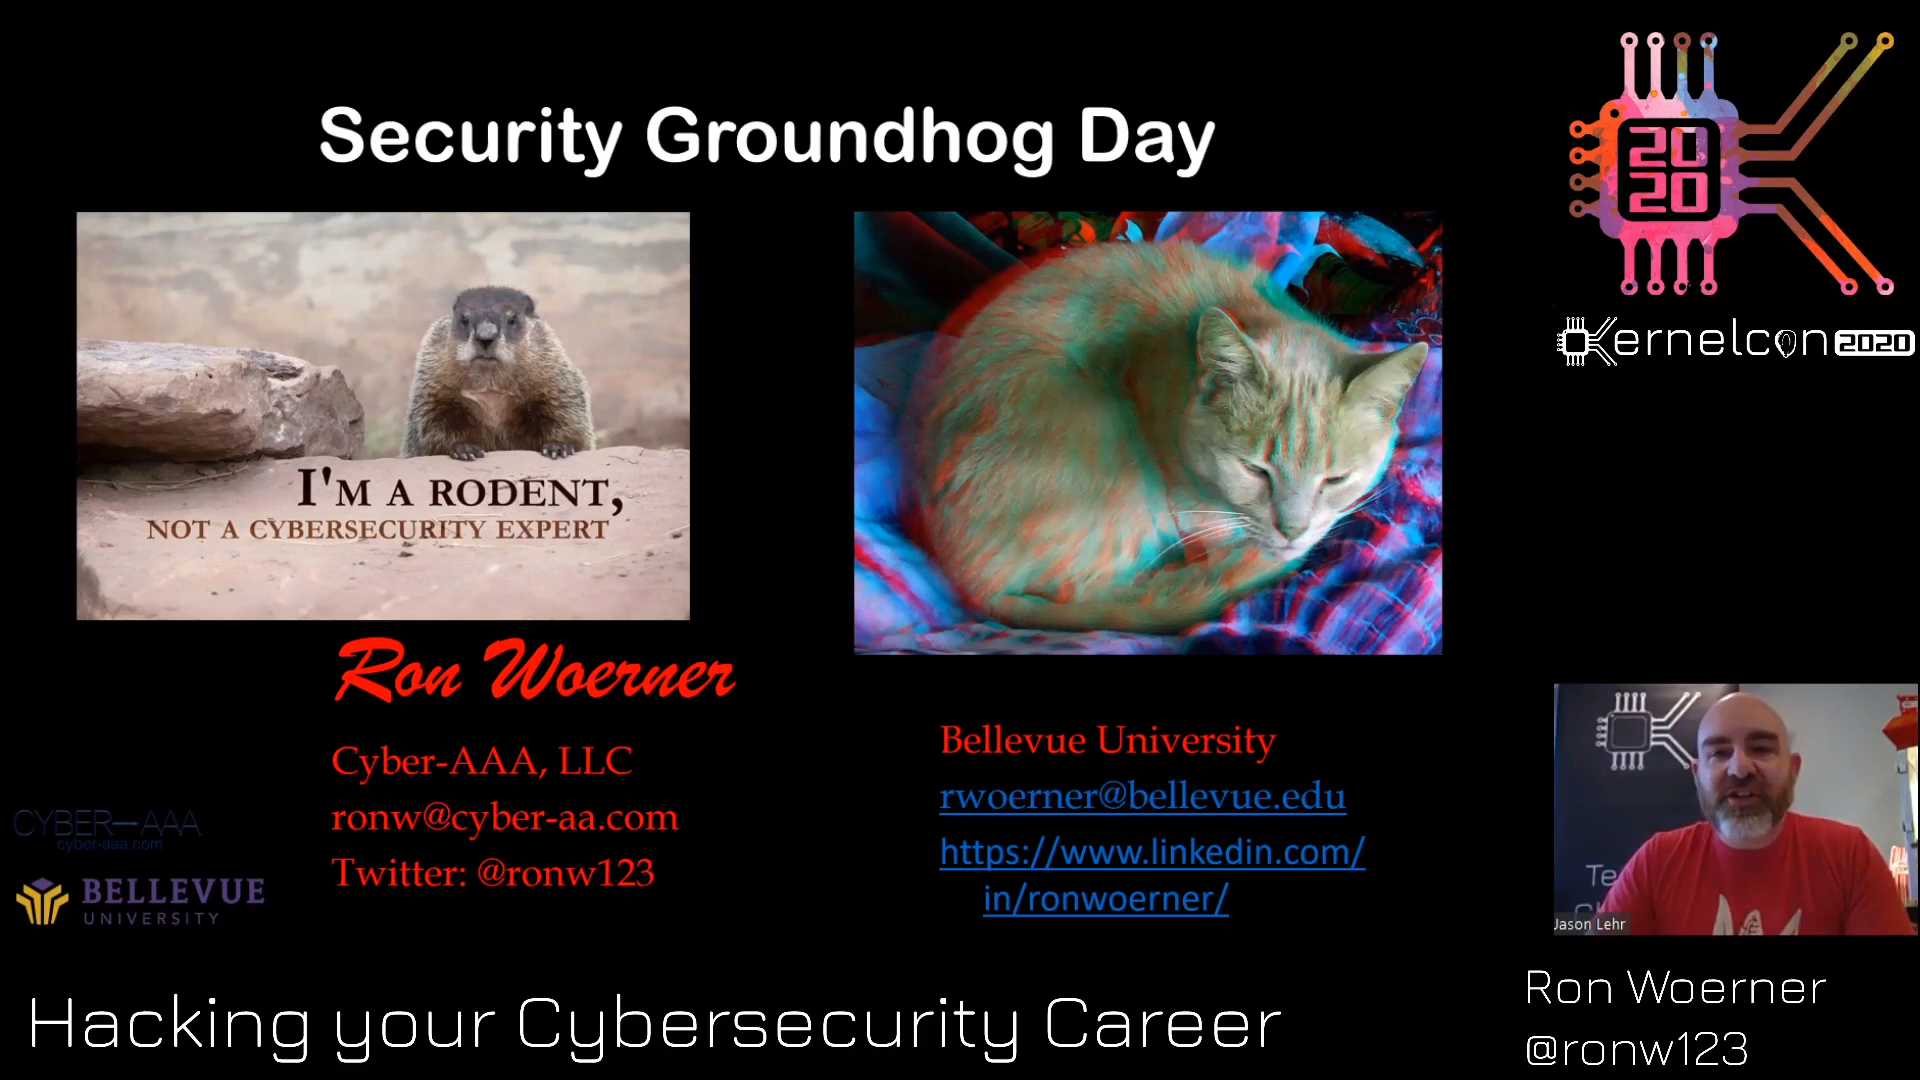 Security Groundhog Day
I'M A RODENT,
NOT A CYBERSECURITY EXPERT
Ron Woerner
Cyber-AAA, LLC
ronw@cyber-aa.com
Twitter: @ronw123
Bellevue University
rwoerner@bellevue.edu
https://www.linkedin.com/
in/ronwoerner/
CYBER-AAA
cyber-aaa.com
BELLEVUE
UNIVERSITY
20
20
Kernelcon 2020
Te
Jason Lehr
Ron Woerner
@ronw123
Hacking your Cybersecurity Career